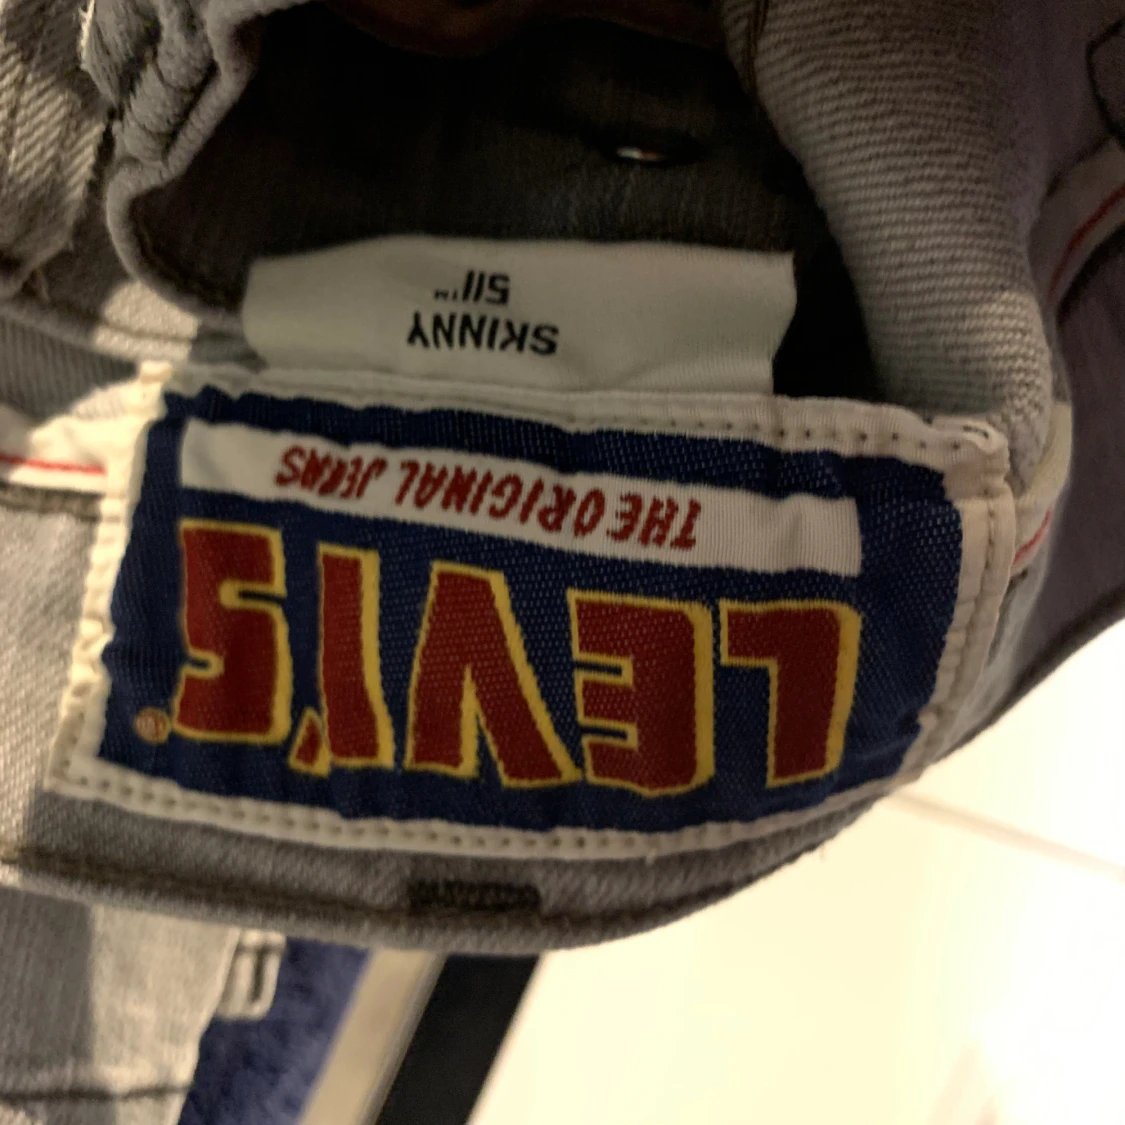 LEVI'S®
THE ORIGINAL JEANS
SKINNY
511™